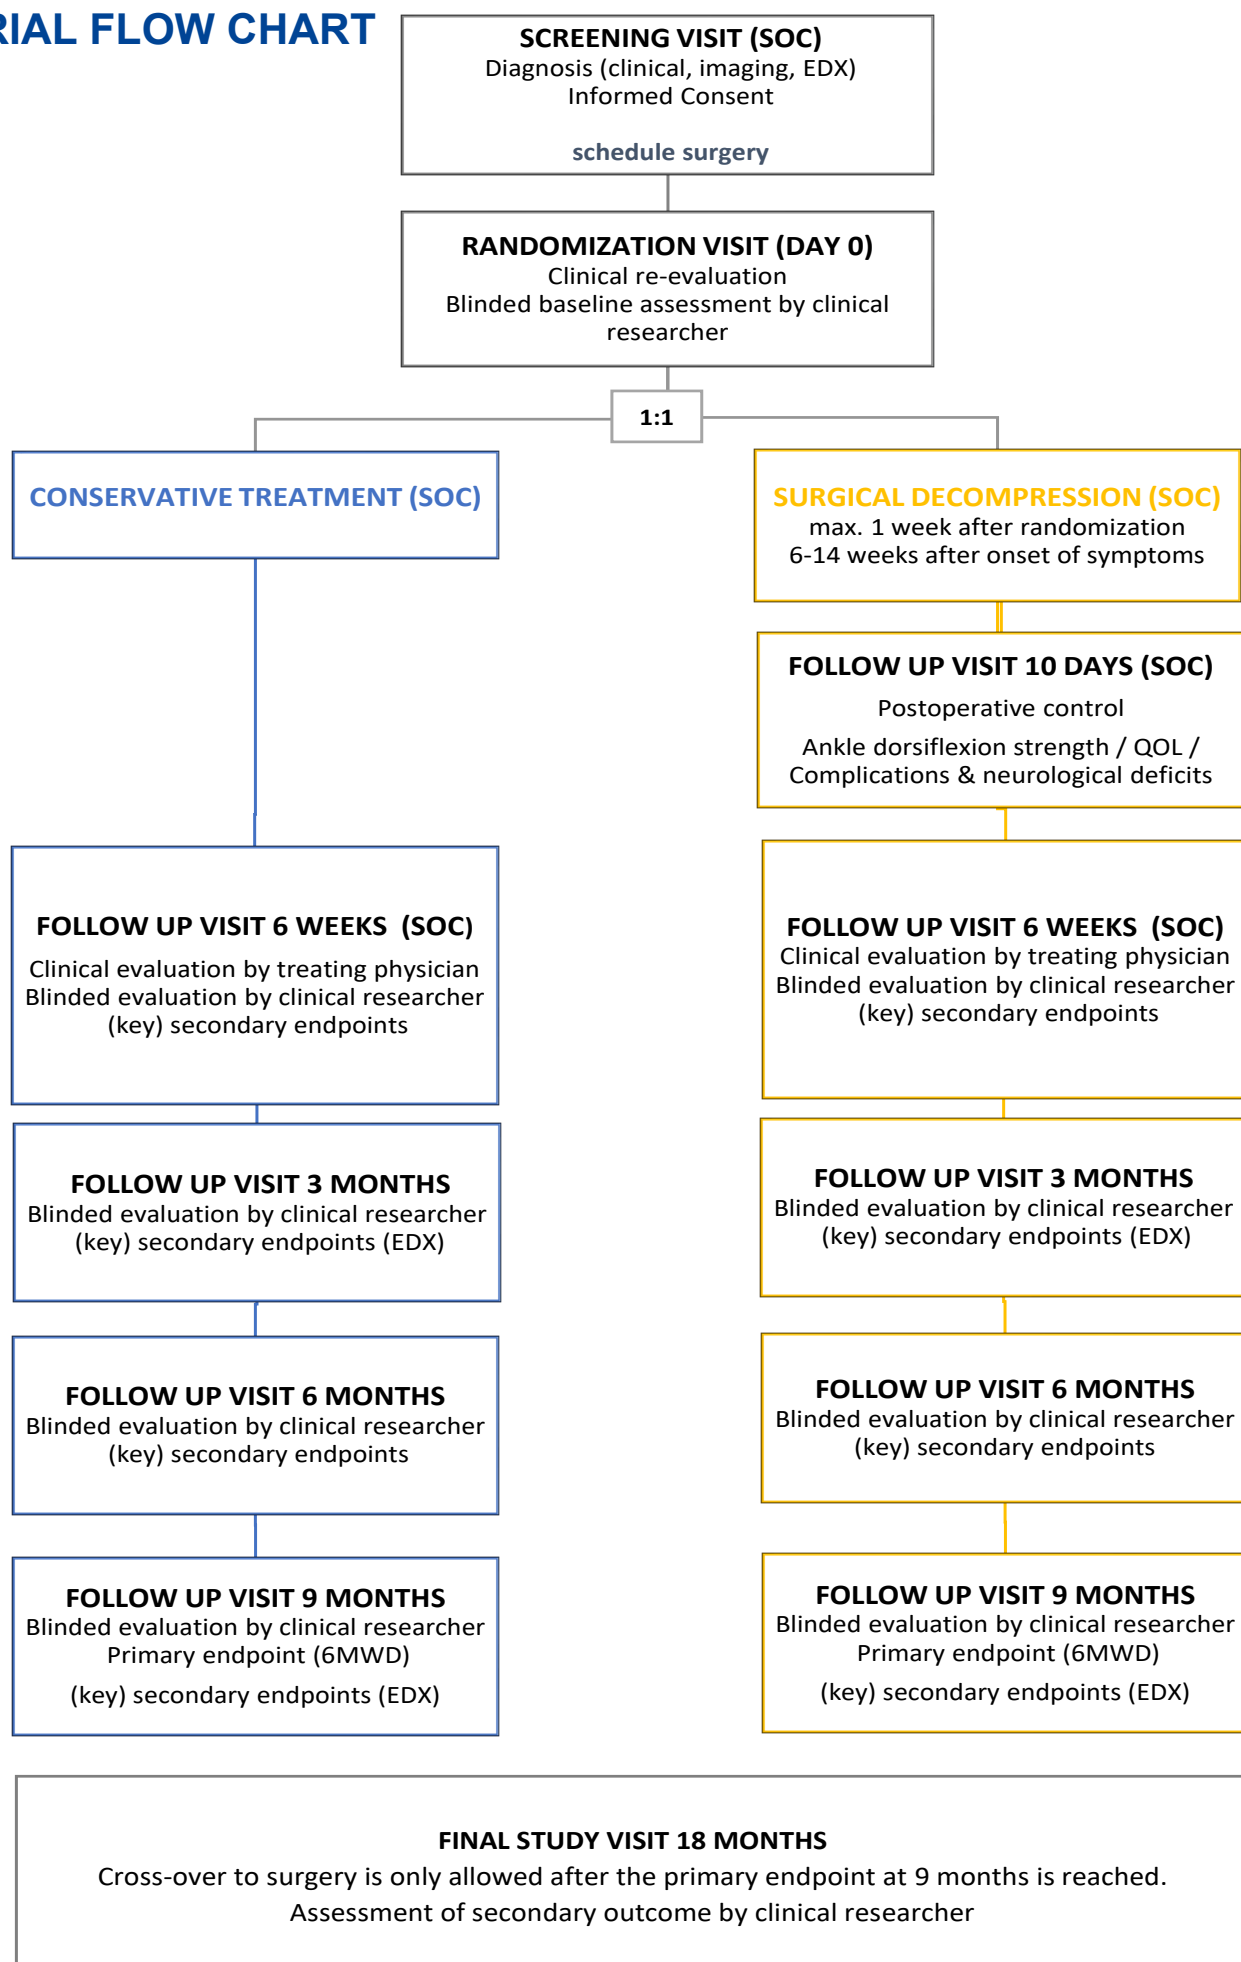 RIAL FLOW CHART
SCREENING VISIT (SOC)
Diagnosis (clinical, imaging, EDX)
Informed Consent
schedule surgery
RANDOMIZATION VISIT (DAY 0)
Clinical re-evaluation
Blinded baseline assessment by clinical
researcher
1:1
CONSERVATIVE TREATMENT (SOC)
SURGICAL DECOMPRESSION (SOC)
max. 1 week after randomization
6-14 weeks after onset of symptoms
FOLLOW UP VISIT 10 DAYS (SOC)
Postoperative control
Ankle dorsiflexion strength / QOL /
Complications & neurological deficits
FOLLOW UP VISIT 6 WEEKS (SOC)
Clinical evaluation by treating physician
Blinded evaluation by clinical researcher
(key) secondary endpoints
FOLLOW UP VISIT 6 WEEKS (SOC)
Clinical evaluation by treating physician
Blinded evaluation by clinical researcher
(key) secondary endpoints
FOLLOW UP VISIT 3 MONTHS
Blinded evaluation by clinical researcher
(key) secondary endpoints (EDX)
FOLLOW UP VISIT 3 MONTHS
Blinded evaluation by clinical researcher
(key) secondary endpoints (EDX)
FOLLOW UP VISIT 6 MONTHS
Blinded evaluation by clinical researcher
(key) secondary endpoints
FOLLOW UP VISIT 6 MONTHS
Blinded evaluation by clinical researcher
(key) secondary endpoints
FOLLOW UP VISIT 9 MONTHS
Blinded evaluation by clinical researcher
Primary endpoint (6MWD)
(key) secondary endpoints (EDX)
FOLLOW UP VISIT 9 MONTHS
Blinded evaluation by clinical researcher
Primary endpoint (6MWD)
(key) secondary endpoints (EDX)
FINAL STUDY VISIT 18 MONTHS
Cross-over to surgery is only allowed after the primary endpoint at 9 months is reached.
Assessment of secondary outcome by clinical researcher